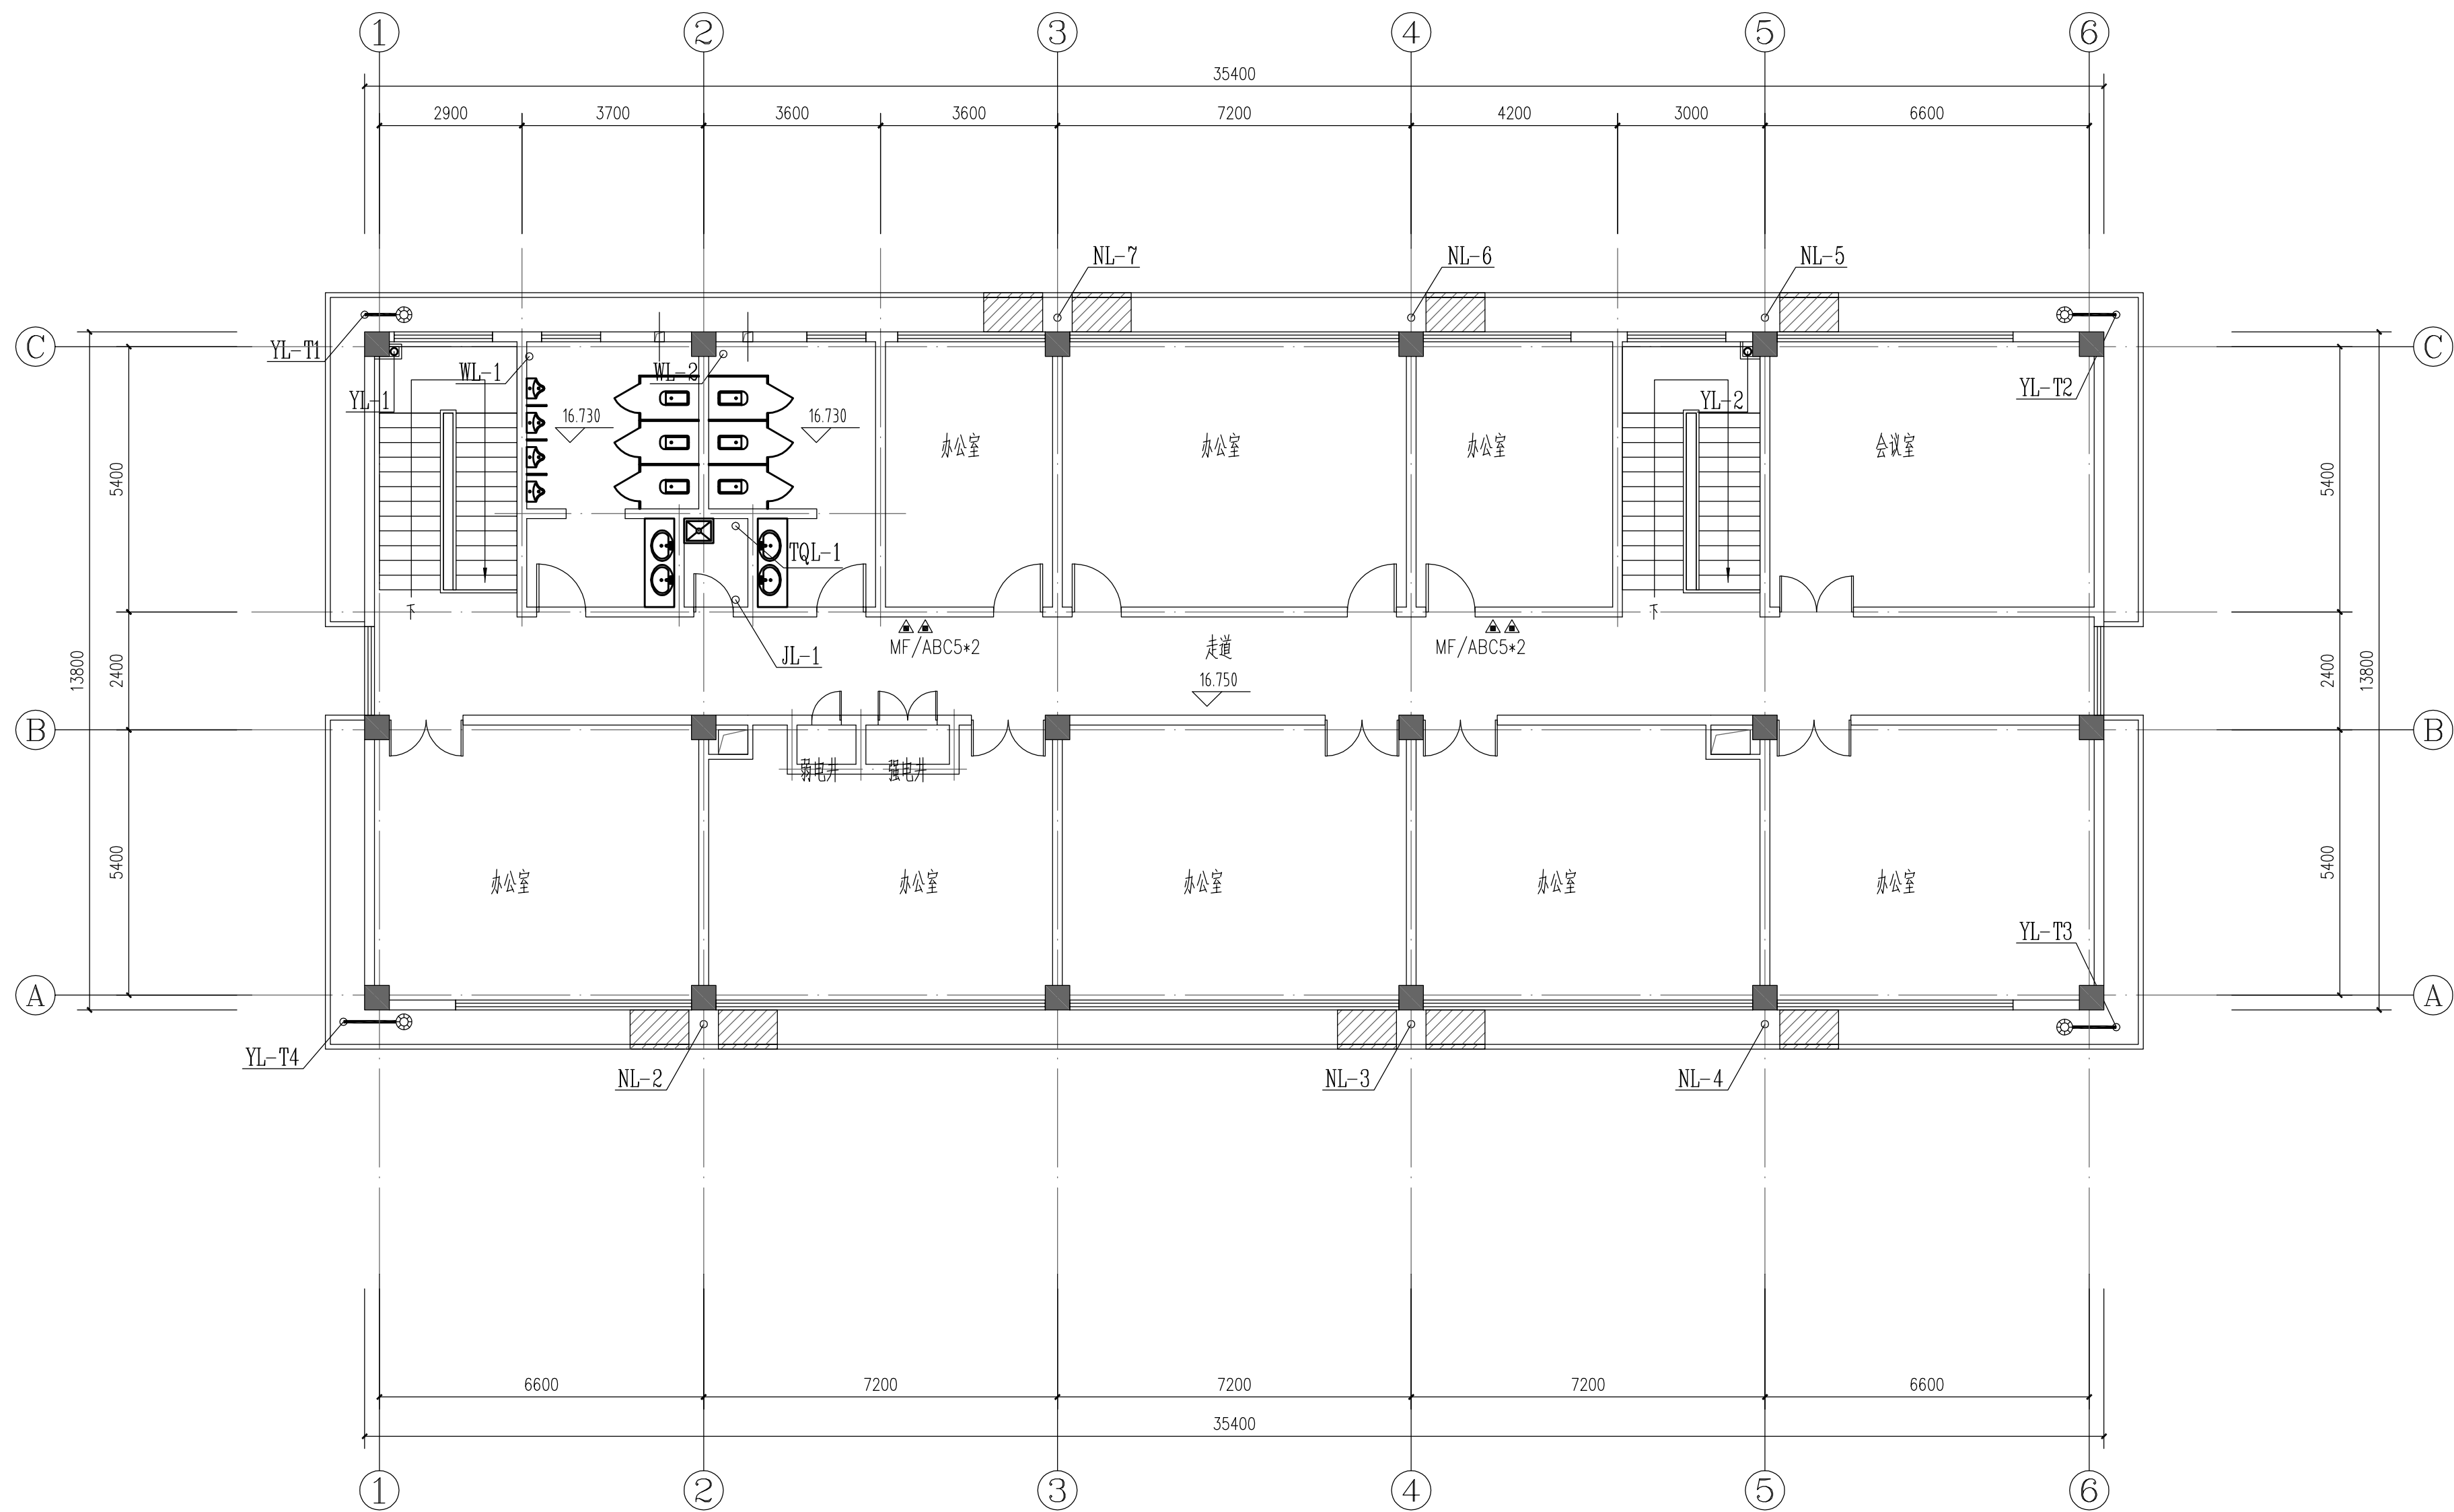 1 2 3 4 5 6
35400
2900 3700 3600 3600 7200 4200 3000 6600
NL-7 NL-6 NL-5
C C
YL-T1
WL-1 WL-2
YL-1
YL-2
YL-T2
16.730 16.730
办公室 办公室 办公室 会议室
5400 5400
TQL-1
下 下
MF/ABC5*2 走道 MF/ABC5*2
JL-1
13800 2400 2400 13800
16.750
B B
弱电井 强电井
5400 5400
办公室 办公室 办公室 办公室 办公室
YL-T3
A A
YL-T4
NL-2 NL-3 NL-4
6600 7200 7200 7200 6600
35400
1 2 3 4 5 6